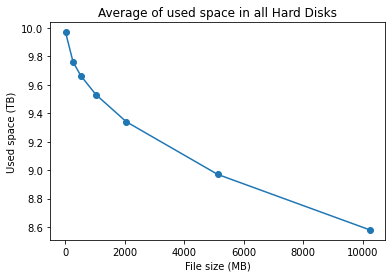 Average of used space in all Hard Disks
10.0
9.8
9.6
9.4
9.2
9.0
8.8
8.6
Used space (TB)
0 2000 4000 6000 8000 10000
File size (MB)